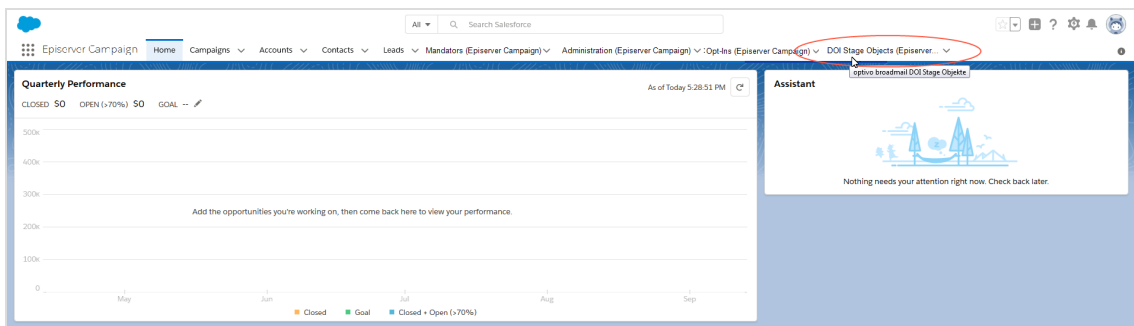 All
Search Salesforce
Episerver Campaign Home Campaigns Accounts Contacts Leads Mandators (Episerver Campaign) Administration (Episerver Campaign) :Opt-Ins (Episerver Campaign) DOI Stage Objects (Episerver...
optivo broadmail DOI Stage Objekte
Quarterly Performance
As of Today 5:28:51 PM
CLOSED $0 OPEN (>70%) $0 GOAL --
500k
400k
300k
200k
100k
0
Add the opportunities you're working on, then come back here to view your performance.
May Jun Jul Aug Sep
Closed Goal Closed + Open (>70%)
Assistant
Nothing needs your attention right now. Check back later.